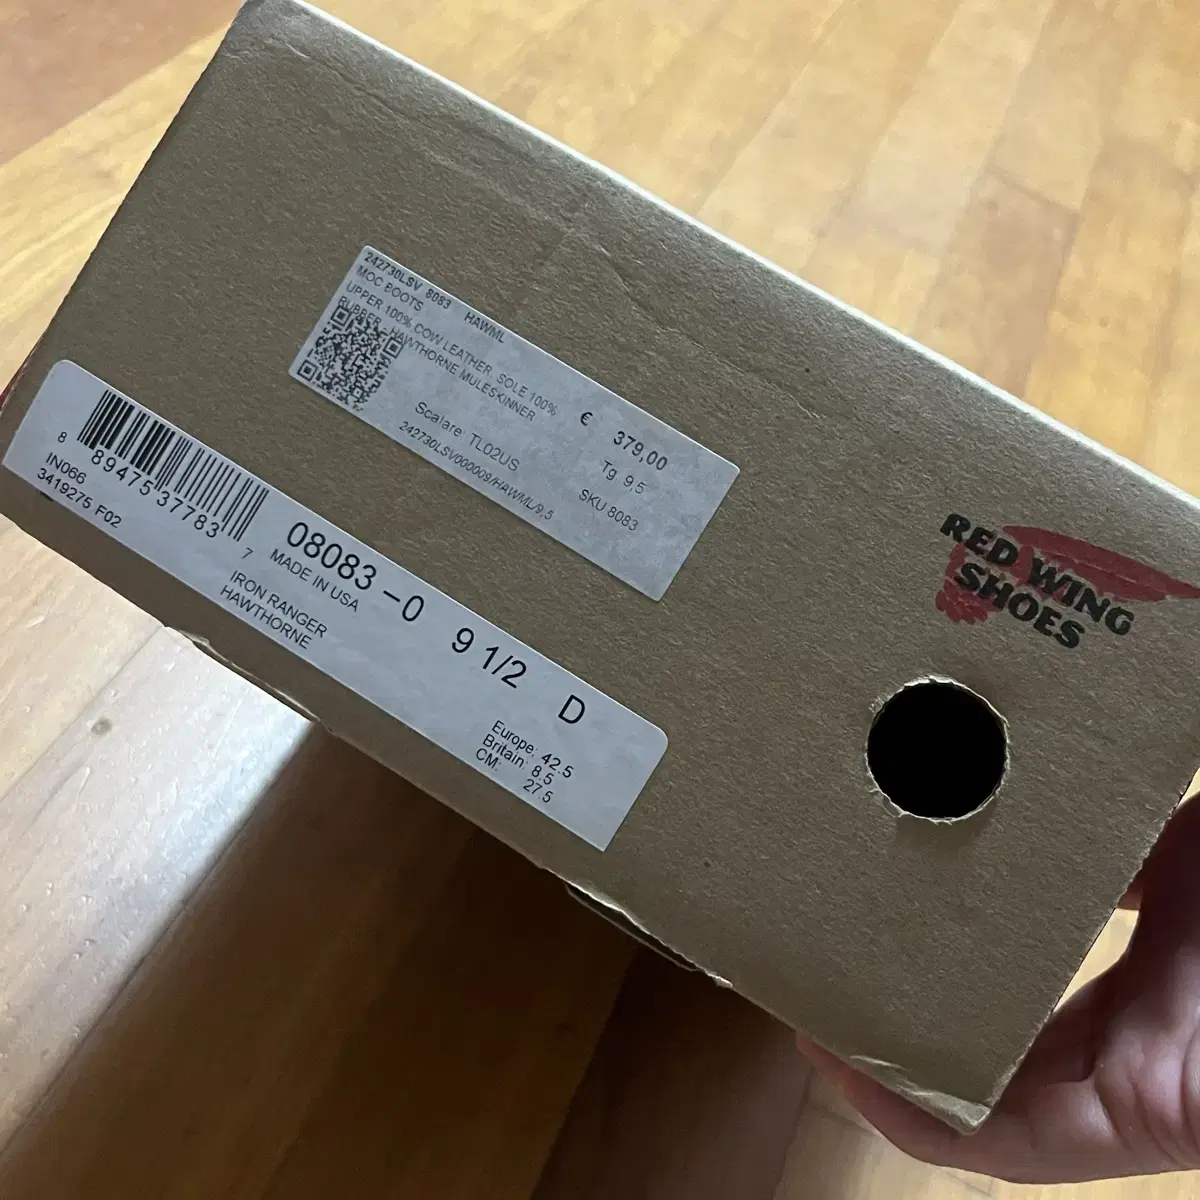 242730LSV 8083 HAWML
MOC BOOTS
UPPER 100% COW LEATHER, SOLE 100%
RUBBER - HAWTHORNE MULESKINNER
€ 379,00
Scalare: TL02US
Tg 9,5
242730LSV000009/HAWML/9,5
SKU 8083
8 89475 37783 7
IN066
3419275 F02
08083-0 9 1/2 D
MADE IN USA
IRON RANGER
HAWTHORNE
Europe: 42.5
Britain: 8.5
CM: 27.5
RED WING
SHOES